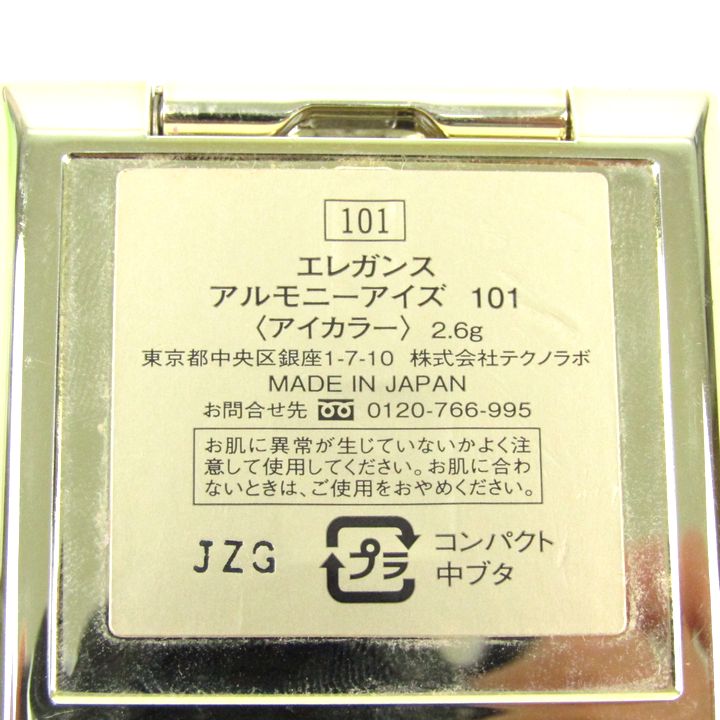 101
エレガンス
アルモニーアイズ 101
〈アイカラー〉 2.6g
東京都中央区銀座1-7-10 株式会社テクノラボ
MADE IN JAPAN
お問合せ先 0120-766-995
お肌に異常が生じていないかよく注
意して使用してください。お肌に合わ
ないときは、ご使用をおやめください。
JZG
プラ
コンパクト
中ブタ